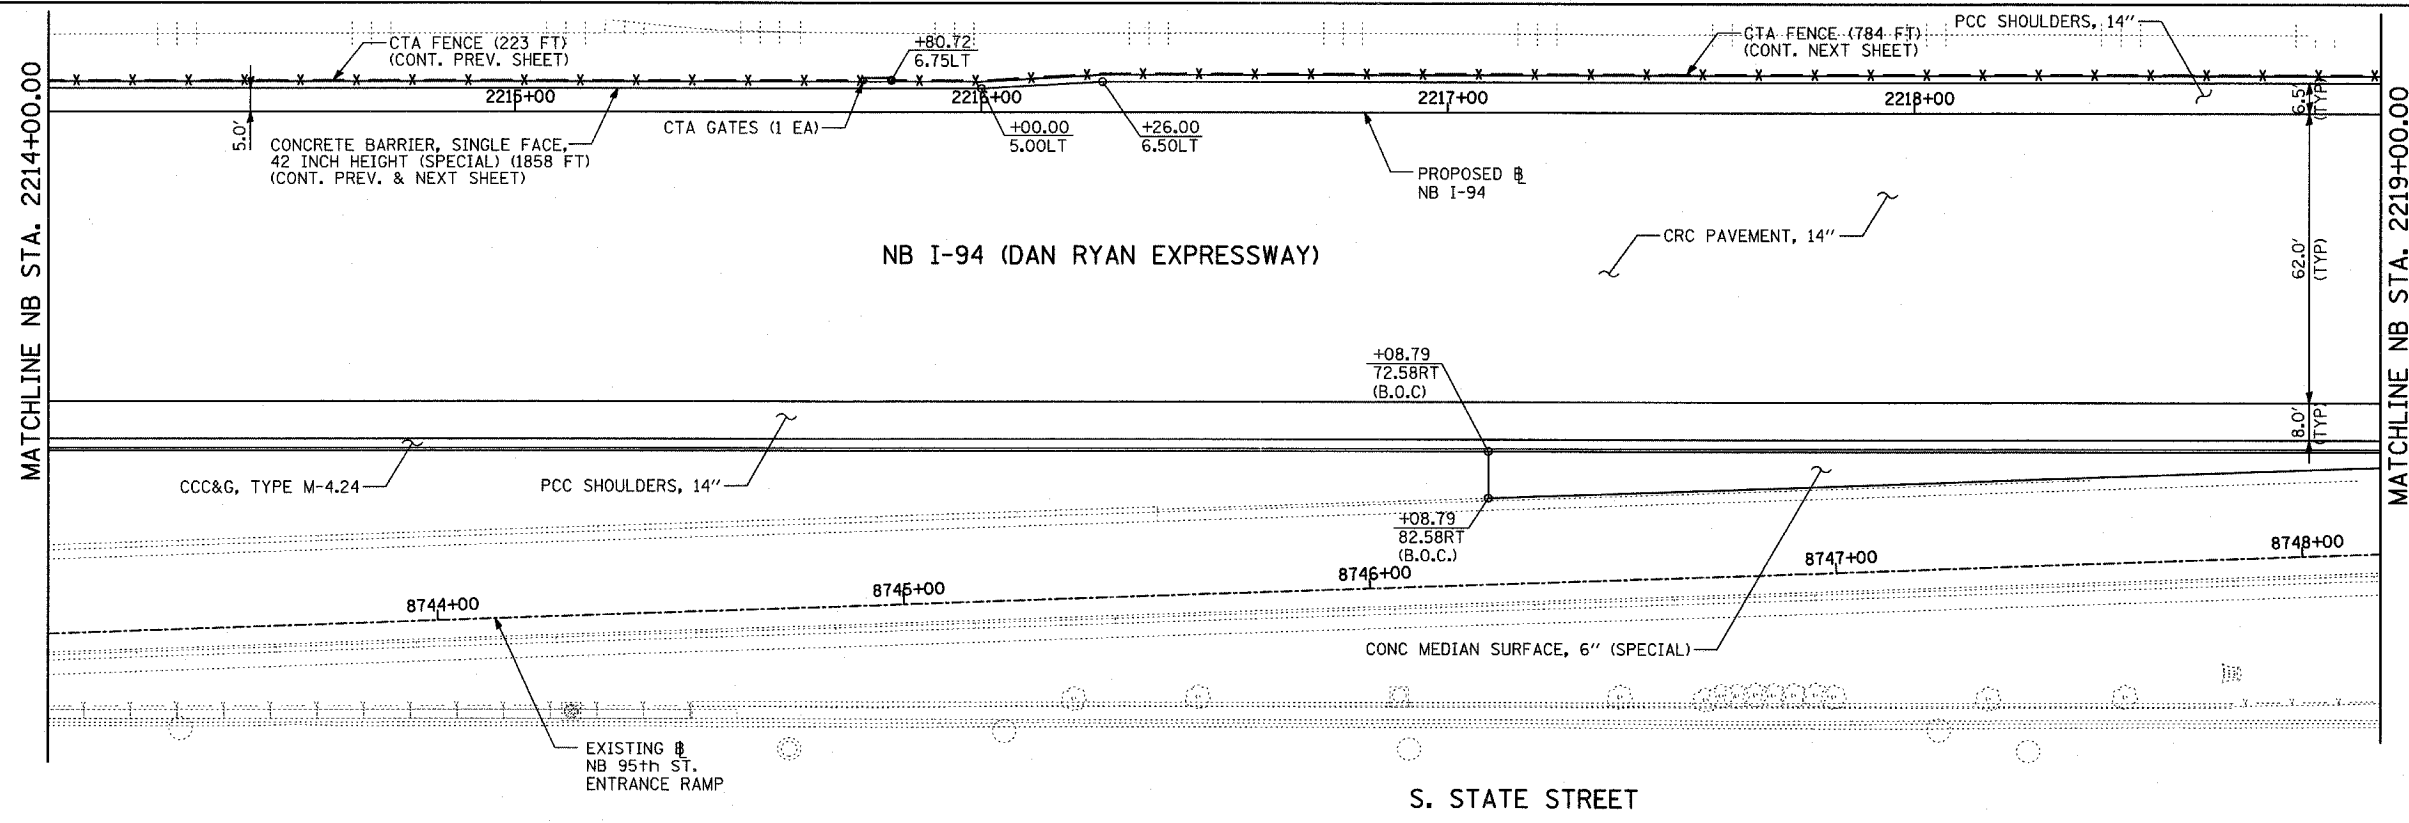 PCC SHOULDERS, 14"
CTA FENCE (223 FT)
(CONT. PREV. SHEET)
+80.72
6.75LT
CTA FENCE (784 FT)
(CONT. NEXT SHEET)
MATCHLINE NB STA. 2214+00.00
2215+00
2216+00
2217+00
2218+00
6.5'
(TYP)
5.0'
CONCRETE BARRIER, SINGLE FACE,
42 INCH HEIGHT (SPECIAL) (1858 FT)
(CONT. PREV. & NEXT SHEET)
CTA GATES (1 EA)
+00.00
5.00LT
+26.00
6.50LT
PROPOSED ⅊
NB I-94
MATCHLINE NB STA. 2219+00.00
NB I-94 (DAN RYAN EXPRESSWAY)
CRC PAVEMENT, 14"
62.0'
(TYP)
+08.79
72.58RT
(B.O.C)
8.0'
(TYP)
CCC&G, TYPE M-4.24
PCC SHOULDERS, 14"
+08.79
82.58RT
(B.O.C.)
8744+00
8745+00
8746+00
8747+00
8748+00
CONC MEDIAN SURFACE, 6" (SPECIAL)
EXISTING ⅊
NB 95th ST.
ENTRANCE RAMP
S. STATE STREET